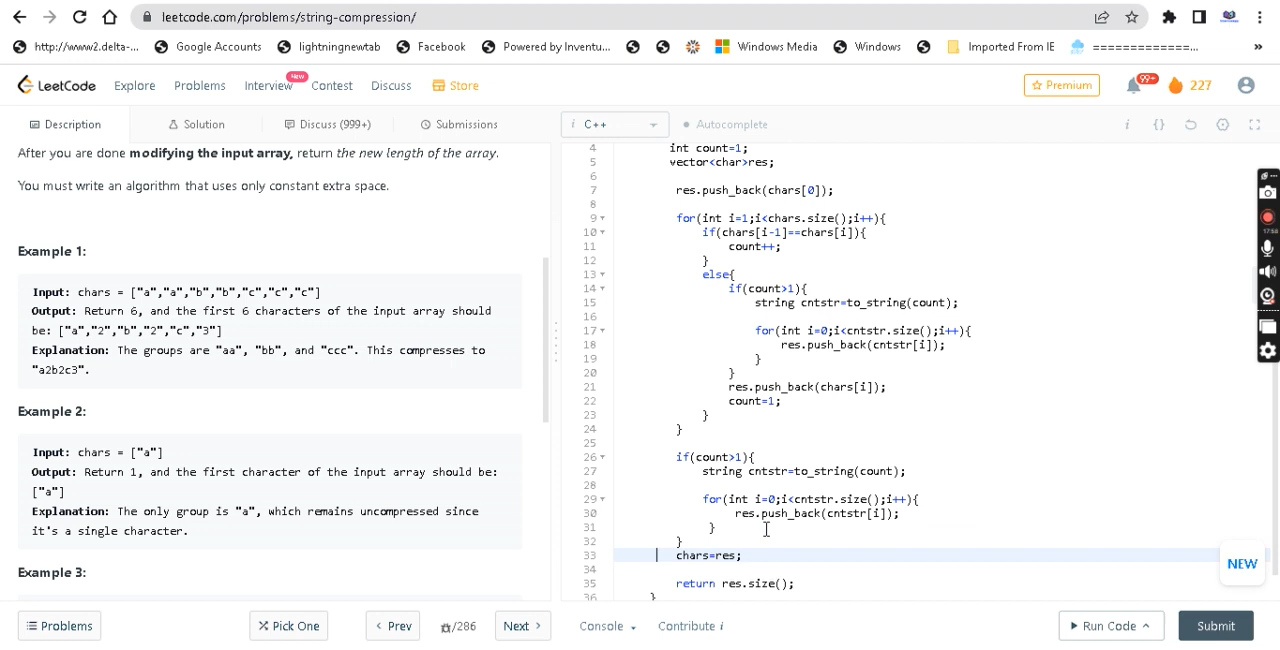 leetcode.com/problems/string-compression/
http://www2.delta-... Google Accounts lightningnewtab Facebook Powered by Inventu... Windows Media Windows Imported From IE ============... »
LeetCode Explore Problems Interview New Contest Discuss Store Premium 99+ 227
Description Solution Discuss (999+) Submissions
i C++ Autocomplete
After you are done modifying the input array, return the new length of the array.
You must write an algorithm that uses only constant extra space.
Example 1:
Input: chars = ["a","a","b","b","c","c","c"]
Output: Return 6, and the first 6 characters of the input array should
be: ["a","2","b","2","c","3"]
Explanation: The groups are "aa", "bb", and "ccc". This compresses to
"a2b2c3".
Example 2:
Input: chars = ["a"]
Output: Return 1, and the first character of the input array should be:
["a"]
Explanation: The only group is "a", which remains uncompressed since
it's a single character.
Example 3:
4 int count=1;
5 vector<char>res;
6
7 res.push_back(chars[0]);
8
9 for(int i=1;i<chars.size();i++){
10 if(chars[i-1]==chars[i]){
11 count++;
12 }
13 else{
14 if(count>1){
15 string cntstr=to_string(count);
16
17 for(int i=0;i<cntstr.size();i++){
18 res.push_back(cntstr[i]);
19 }
20 }
21 res.push_back(chars[i]);
22 count=1;
23 }
24 }
25
26 if(count>1){
27 string cntstr=to_string(count);
28
29 for(int i=0;i<cntstr.size();i++){
30 res.push_back(cntstr[i]);
31 }
32 }
33 chars=res;
34
35 return res.size();
36 }
NEW
Problems Pick One < Prev /286 Next > Console Contribute i Run Code Submit